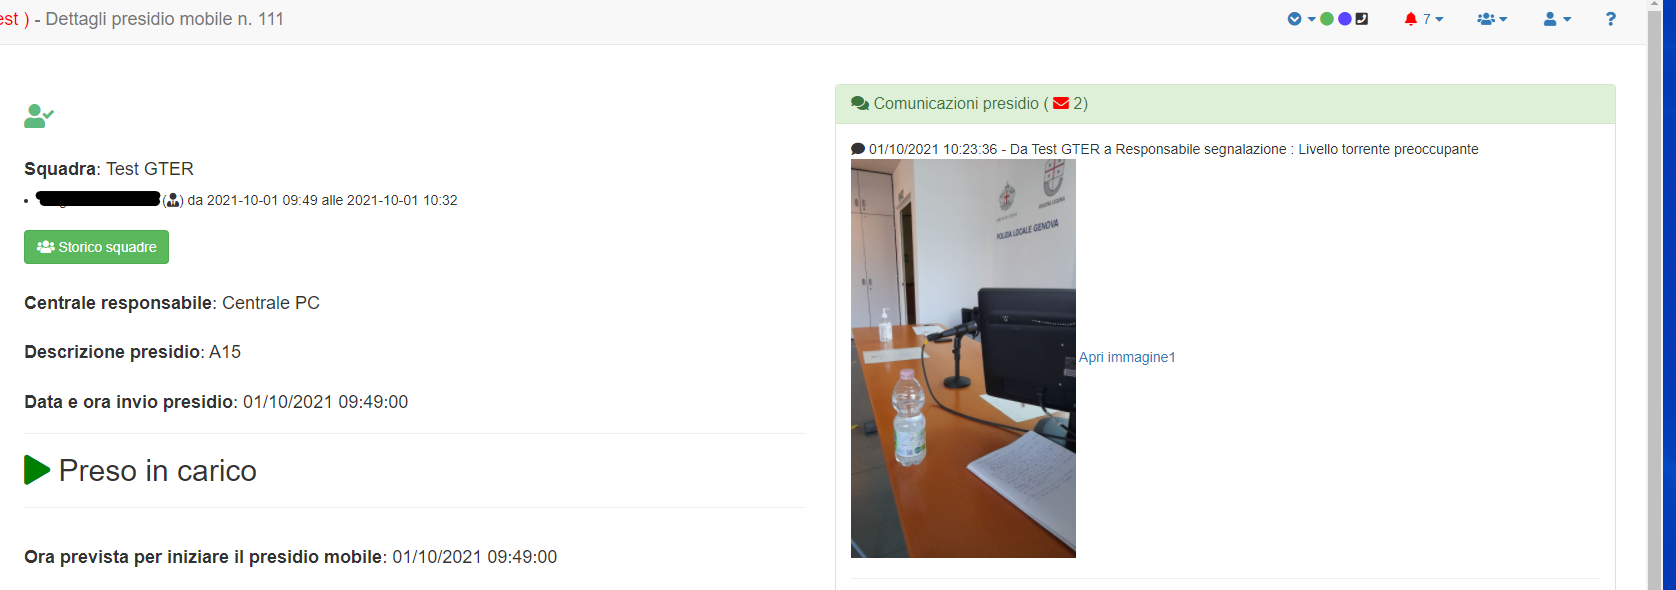 est ) - Dettagli presidio mobile n. 111
7
?
Squadra: Test GTER
• () da 2021-10-01 09:49 alle 2021-10-01 10:32
Storico squadre
Centrale responsabile: Centrale PC
Descrizione presidio: A15
Data e ora invio presidio: 01/10/2021 09:49:00
Preso in carico
Ora prevista per iniziare il presidio mobile: 01/10/2021 09:49:00
Comunicazioni presidio ( 2)
01/10/2021 10:23:36 - Da Test GTER a Responsabile segnalazione : Livello torrente preoccupante
POLIZIA LOCALE GENOVA
Apri immagine1